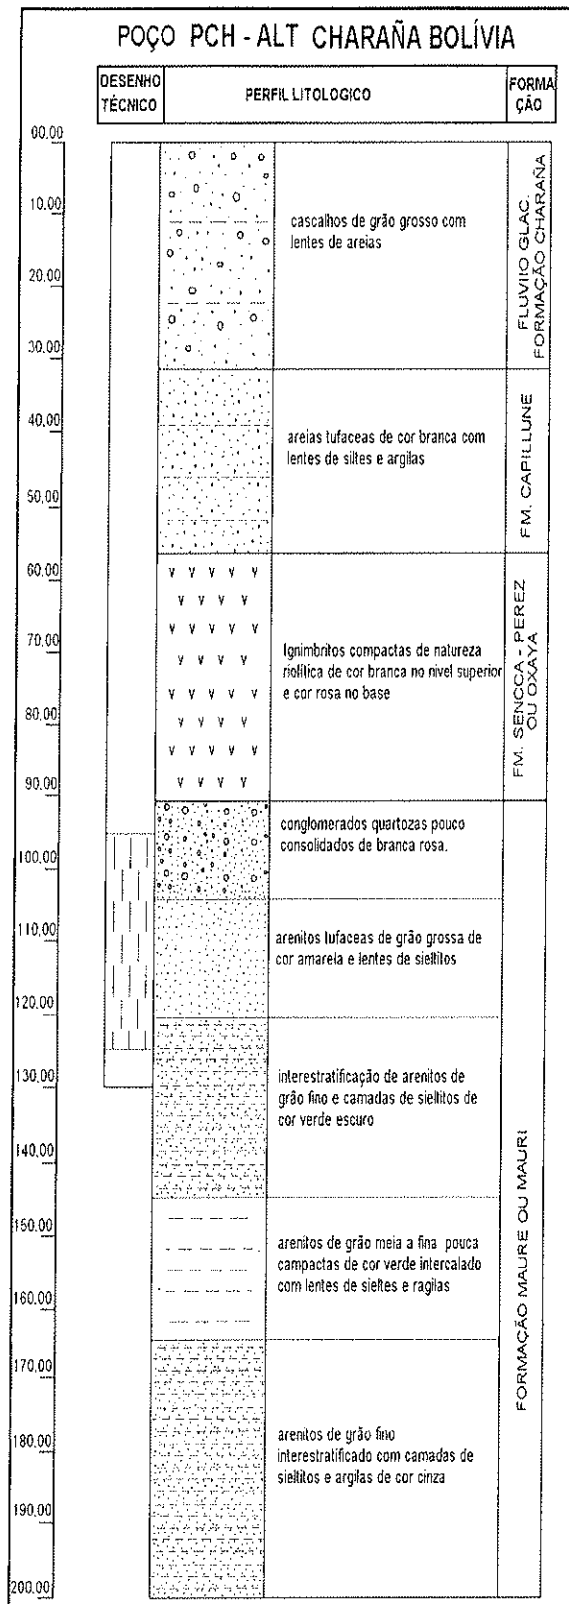 POÇO PCH - ALT CHARAÑA BOLÍVIA
DESENHO
TÉCNICO
PERFIL LITOLOGICO
FORMA
ÇÃO
00,00
10,00
20,00
30,00
40,00
50,00
60,00
70,00
80,00
90,00
100,00
110,00
120,00
130,00
140,00
150,00
160,00
170,00
180,00
190,00
200,00
cascalhos de grão grosso com
lentes de areias
FLUVIIO GLAC.
FORMAÇÃO CHARAÑA
areias tufaceas de cor branca com
lentes de siltes e argilas
FM. CAPILLUNE
Ignimbritos compactas de natureza
riolítica de cor branca no nivel superior
e cor rosa no base
FM. SENCCA - PEREZ
OU OXAYA
conglomerados quartozas pouco
consolidados de branca rosa.
arenitos tufaceas de grão grossa de
cor amarela e lentes de sieltitos
interestratificação de arenitos de
grão fino e camadas de sieltitos de
cor verde escuro
arenitos de grão meia a fina pouca
campactas de cor verde intercalado
com lentes de sieltes e ragilas
arenitos de grão fino
interestratificado com camadas de
sieltitos e argilas de cor cinza
FORMAÇÃO MAURE OU MAURI